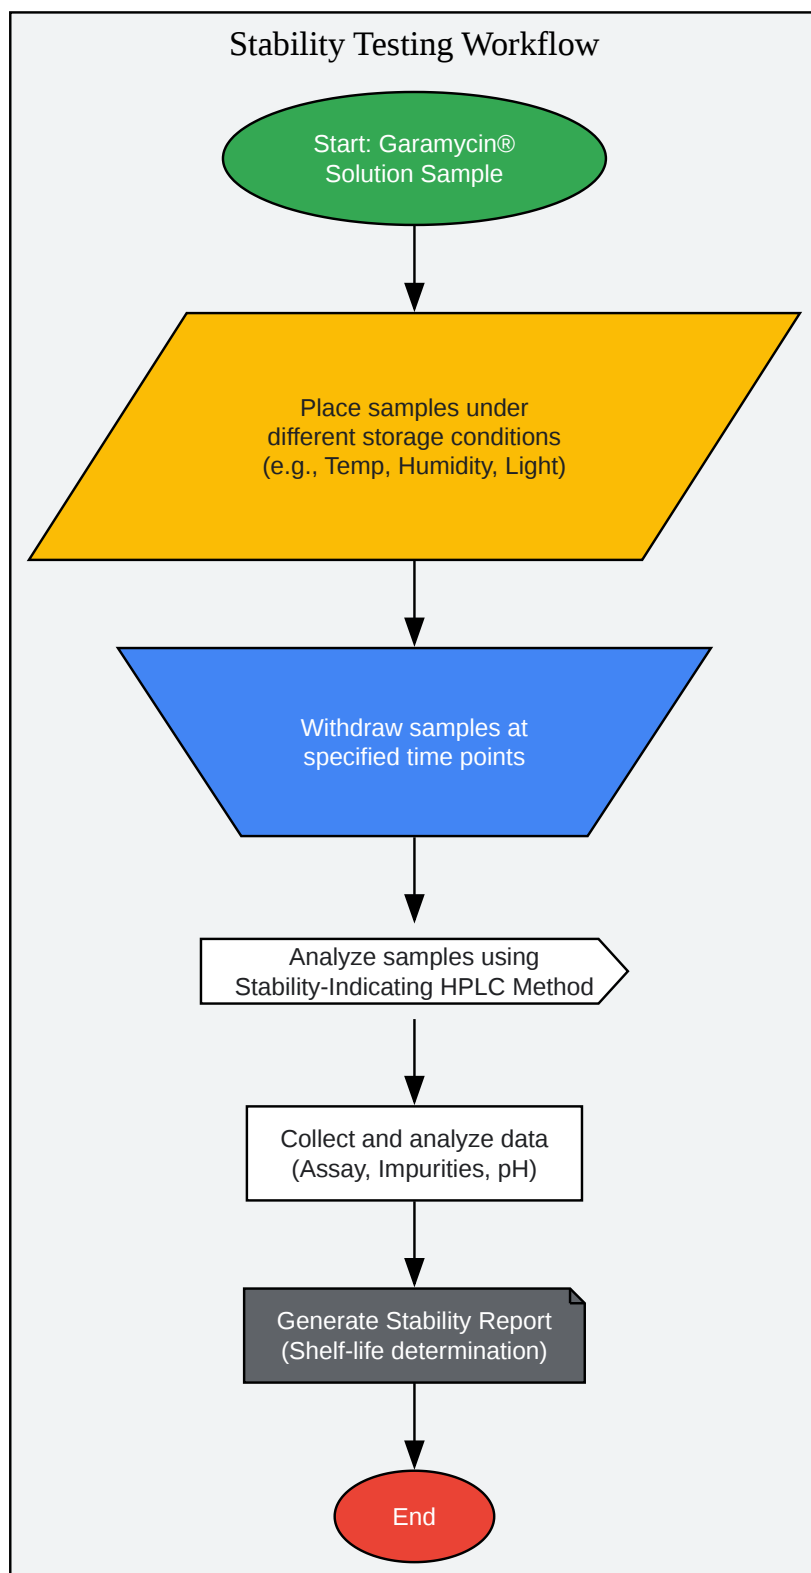 Stability Testing Workflow
Start: Garamycin®
Solution Sample
Place samples under
different storage conditions
(e.g., Temp, Humidity, Light)
Withdraw samples at
specified time points
Analyze samples using
Stability-Indicating HPLC Method
Collect and analyze data
(Assay, Impurities, pH)
Generate Stability Report
(Shelf-life determination)
End